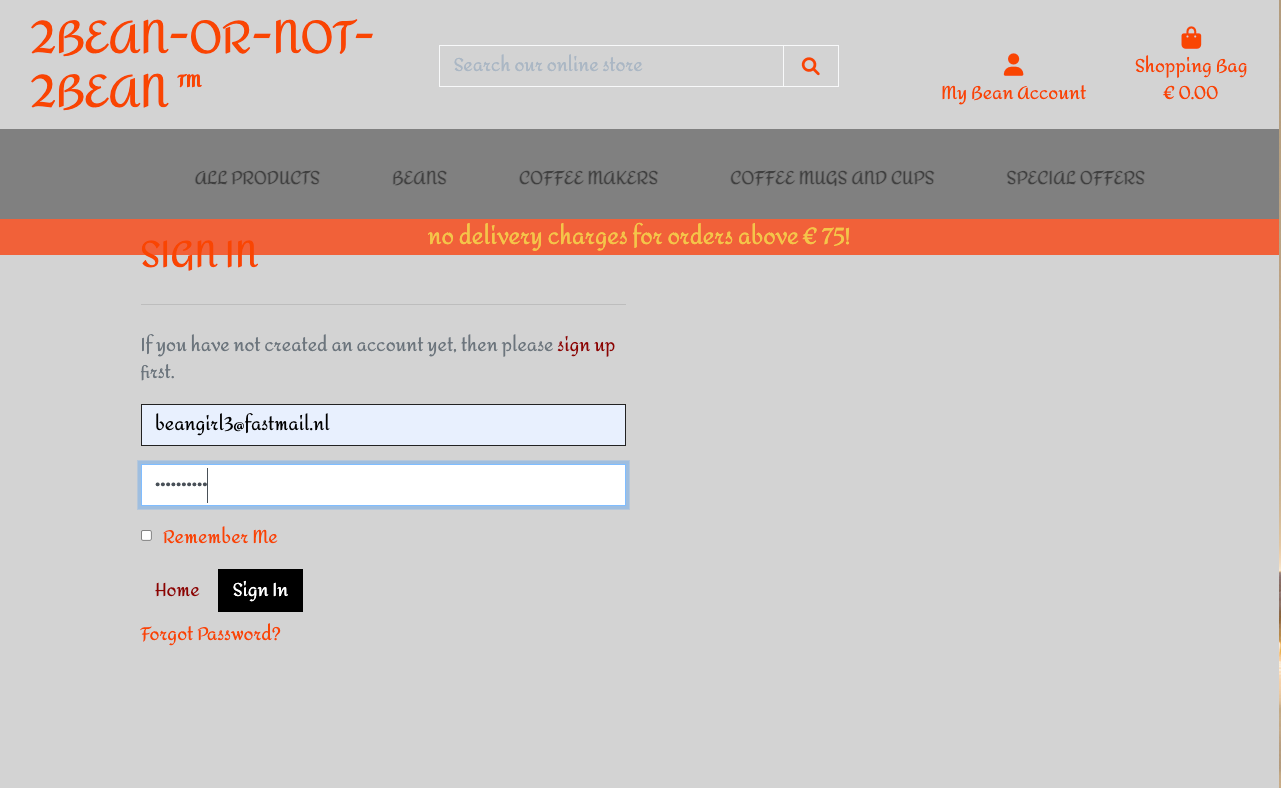 2BEAN-OR-NOT-
2BEAN ™
Search our online store
My Bean Account
Shopping Bag
€ 0.00
ALL PRODUCTS
BEANS
COFFEE MAKERS
COFFEE MUGS AND CUPS
SPECIAL OFFERS
no delivery charges for orders above € 75!
SIGN IN
If you have not created an account yet, then please sign up
first.
beangirl3@fastmail.nl
••••••••••
Remember Me
Home
Sign In
Forgot Password?